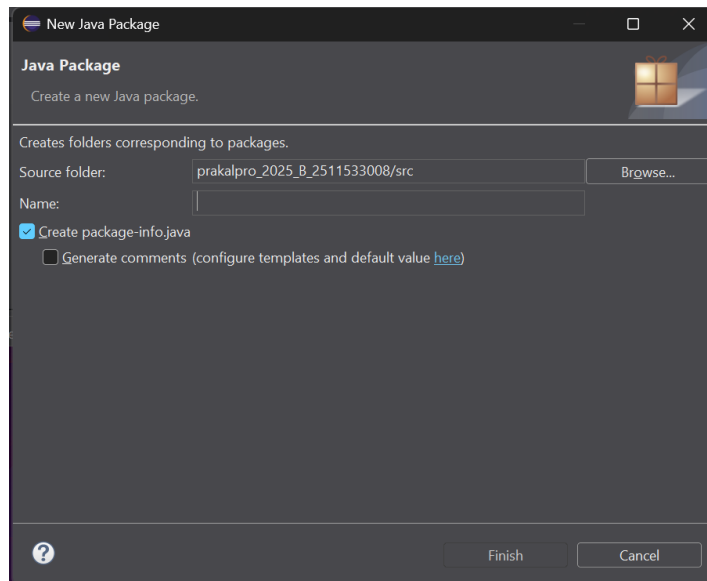 New Java Package
Java Package
Create a new Java package.
Creates folders corresponding to packages.
Source folder: prakalpro_2025_B_2511533008/src Browse...
Name:
Create package-info.java
Generate comments (configure templates and default value here)
Finish Cancel